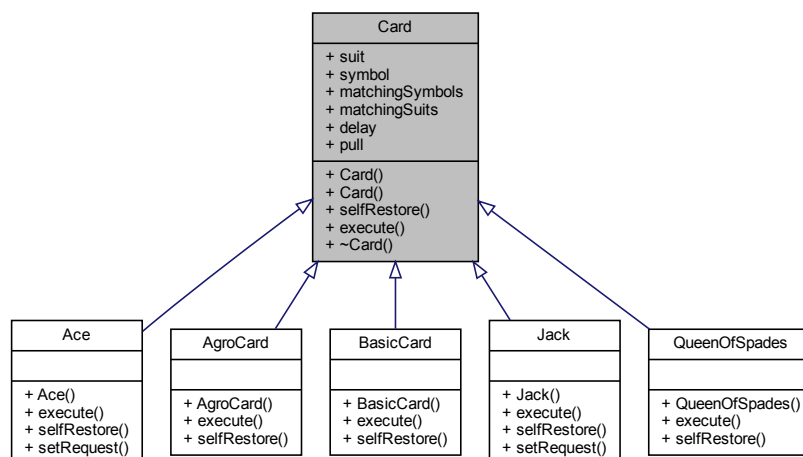 Card
+ suit
+ symbol
+ matchingSymbols
+ matchingSuits
+ delay
+ pull
+ Card()
+ Card()
+ selfRestore()
+ execute()
+ ~Card()
Ace
+ Ace()
+ execute()
+ selfRestore()
+ setRequest()
AgroCard
+ AgroCard()
+ execute()
+ selfRestore()
BasicCard
+ BasicCard()
+ execute()
+ selfRestore()
Jack
+ Jack()
+ execute()
+ selfRestore()
+ setRequest()
QueenOfSpades
+ QueenOfSpades()
+ execute()
+ selfRestore()